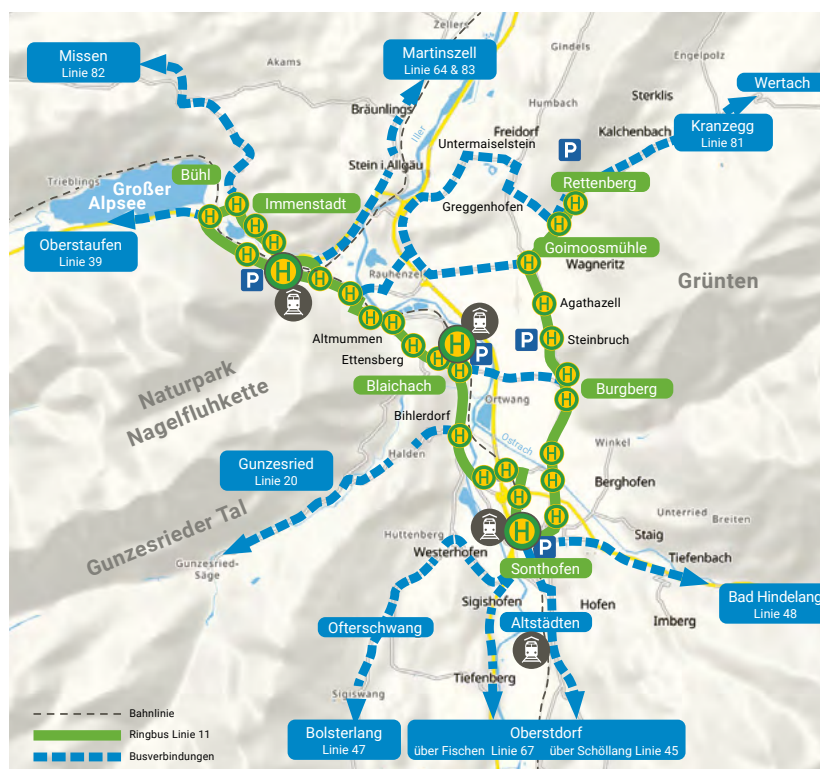 Zellers
Missen
Linie 82
Akams
Martinszell
Linie 64 & 83
Gindels
Engelpolz
Wertach
Bräunlings
Humbach
Sterklis
Kranzegg
Linie 81
Iller
Freidorf
Kalchenbach
Untermaiselstein
P
Stein i.Allgäu
Trieblings
Bühl
Großer
Alpsee
Immenstadt
Rettenberg
Greggenhofen
H
H
H
H
H
H
H
Oberstaufen
Linie 39
Goimoosmühle
Wagneritz
H
H
H
H
P
Rauhenzell
Grünten
H
H
Agathazell
H
H
Altmummen
H
P
H
Steinbruch
Ettensberg
H
H
P
H
H
Naturpark
Nagelfluhkette
Blaichach
Burgberg
H
Ortwang
Bihlerdorf
H
Ostrach
Winkel
Halden
H
Gunzesried
Linie 20
H
H
H
Berghofen
H
H
Unterried
Breiten
Gunzesrieder Tal
Huttenberg
H
P
Staig
Westerhofen
Tiefenbach
Gunzesried-
Säge
Sonthofen
Bad Hindelang
Linie 48
Sigishofen
Hofen
Imberg
Ofterschwang
Altstädten
Tiefenberg
Sigiswang
Bahnlinie
Ringbus Linie 11
Busverbindungen
Bolsterlang
Linie 47
Oberstdorf
über Fischen Linie 67
über Schöllang Linie 45